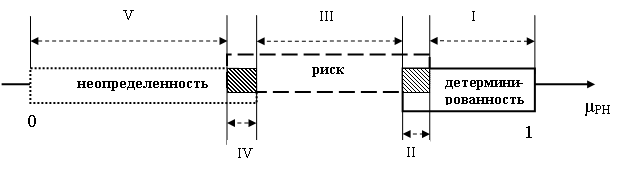 V III I
неопределенность риск детермини-
рованность
0 1 μРН
IV II